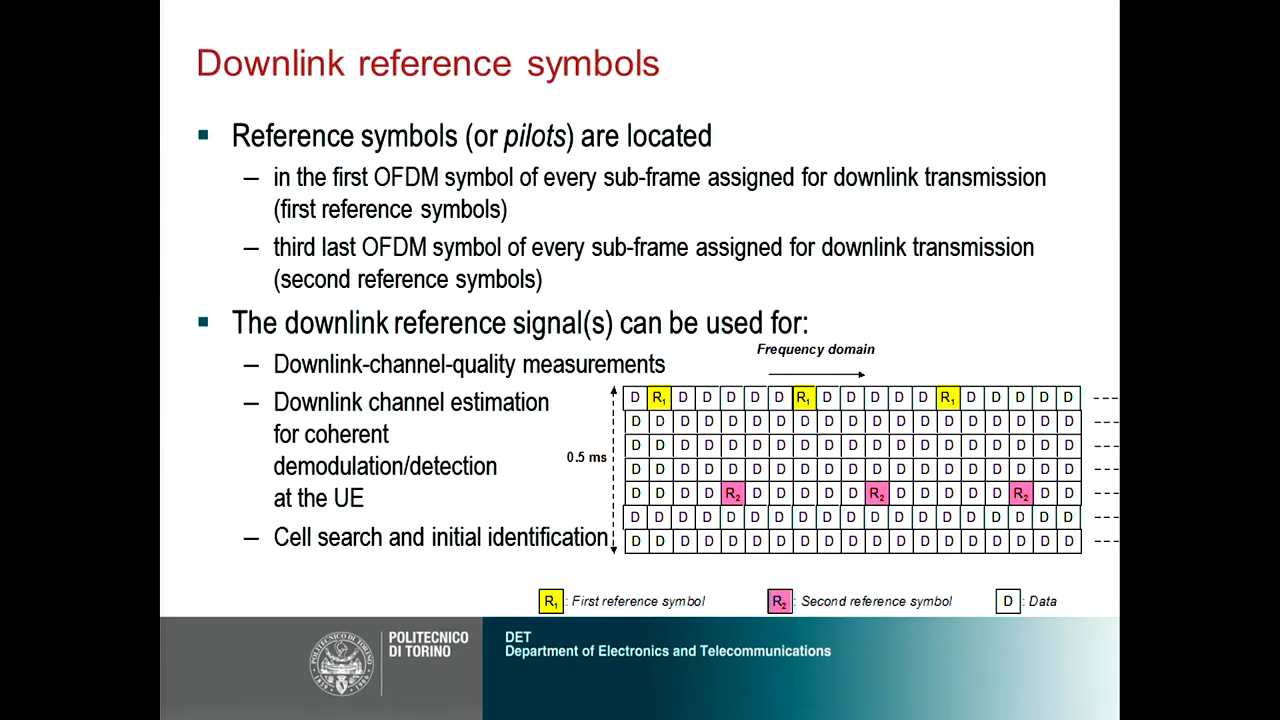 Downlink reference symbols
▪ Reference symbols (or pilots) are located
– in the first OFDM symbol of every sub-frame assigned for downlink transmission
(first reference symbols)
– third last OFDM symbol of every sub-frame assigned for downlink transmission
(second reference symbols)
▪ The downlink reference signal(s) can be used for:
– Downlink-channel-quality measurements
– Downlink channel estimation
for coherent
demodulation/detection
at the UE
– Cell search and initial identification
Frequency domain
0.5 ms
D R1 D D D D D R1 D D D D D R1 D D D D D
D D D D D D D D D D D D D D D D D D D
D D D D D D D D D D D D D D D D D D D
D D D D D D D D D D D D D D D D D D D
D D D D R2 D D D D D R2 D D D D D R2 D D
D D D D D D D D D D D D D D D D D D D
D D D D D D D D D D D D D D D D D D D
R1 : First reference symbol
R2 : Second reference symbol
D : Data
POLITECNICO
DI TORINO
DET
Department of Electronics and Telecommunications